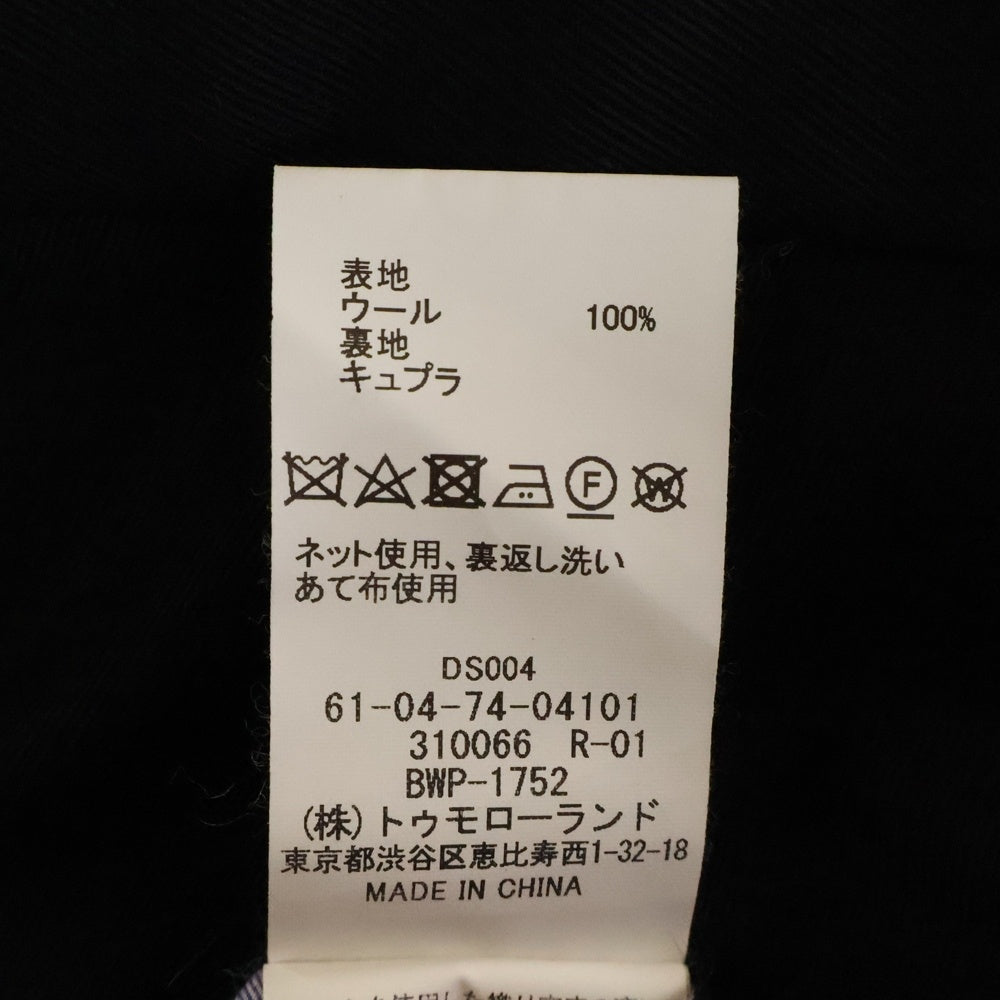 表地
ウール 100%
裏地
キュプラ
F W
ネット使用、裏返し洗い
あて布使用
DS004
61-04-74-04101
310066 R-01
BWP-1752
(株)トゥモローランド
東京都渋谷区恵比寿西1-32-18
MADE IN CHINA